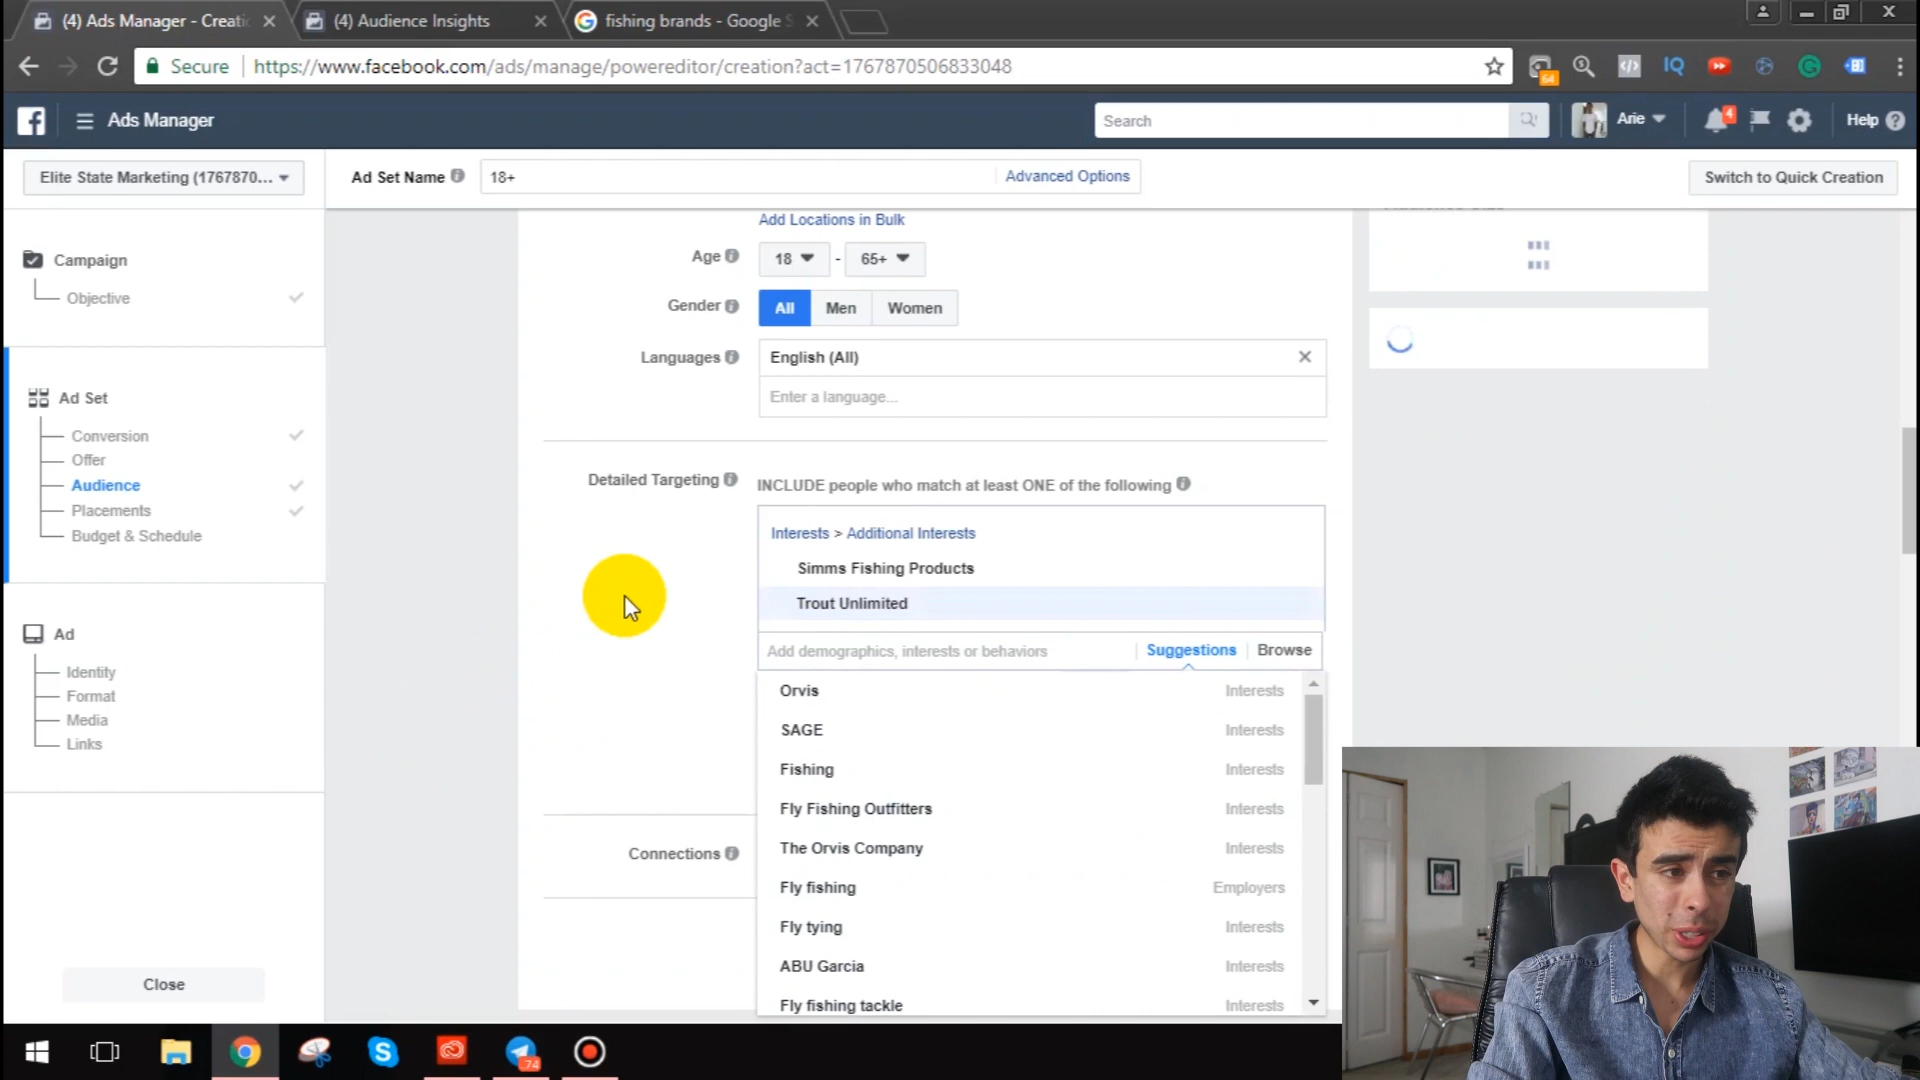 (4) Ads Manager - Creati
(4) Audience Insights
fishing brands - Google S
Secure
https://www.facebook.com/ads/manage/powereditor/creation?act=1767870506833048
64
IQ
Ads Manager
Search
Arie
4
Help
Elite State Marketing (1767870...
Ad Set Name
18+
Advanced Options
Switch to Quick Creation
Campaign
Objective
Ad Set
Conversion
Offer
Audience
Placements
Budget & Schedule
Ad
Identity
Format
Media
Links
Close
Add Locations in Bulk
Age
18
-
65+
Gender
All
Men
Women
Languages
English (All)
Enter a language...
Detailed Targeting
INCLUDE people who match at least ONE of the following
Interests > Additional Interests
Simms Fishing Products
Trout Unlimited
Add demographics, interests or behaviors
Suggestions
Browse
Orvis Interests
SAGE Interests
Fishing Interests
Fly Fishing Outfitters Interests
The Orvis Company Interests
Fly fishing Employers
Fly tying Interests
ABU Garcia Interests
Fly fishing tackle Interests
Connections
74